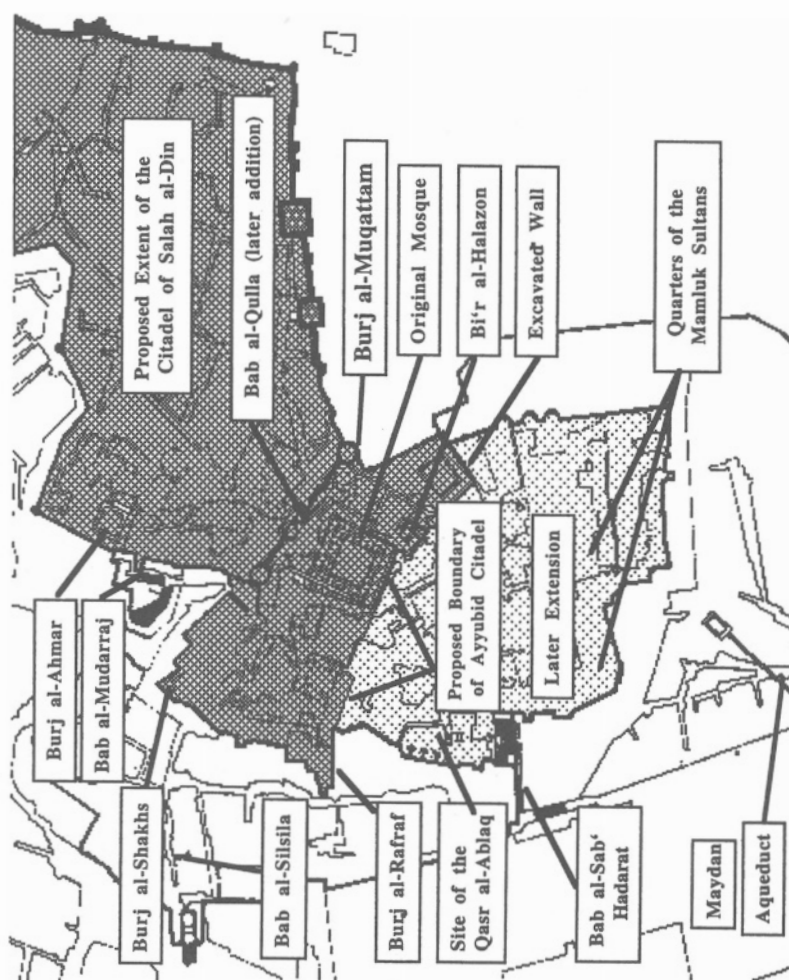 Proposed Extent of the
Citadel of Salah al-Din
Bab al-Qulla (later addition)
Burj al-Muqattam
Original Mosque
Bi‘r al-Halazon
Excavated Wall
Quarters of the
Mamluk Sultans
Burj al-Ahmar
Bab al-Mudarraj
Proposed Boundary
of Ayyubid Citadel
Later Extension
Burj al-Shakhs
Bab al-Silsila
Burj al-Rafraf
Site of the
Qasr al-Ablaq
Bab al-Sab‘
Hadarat
Maydan
Aqueduct